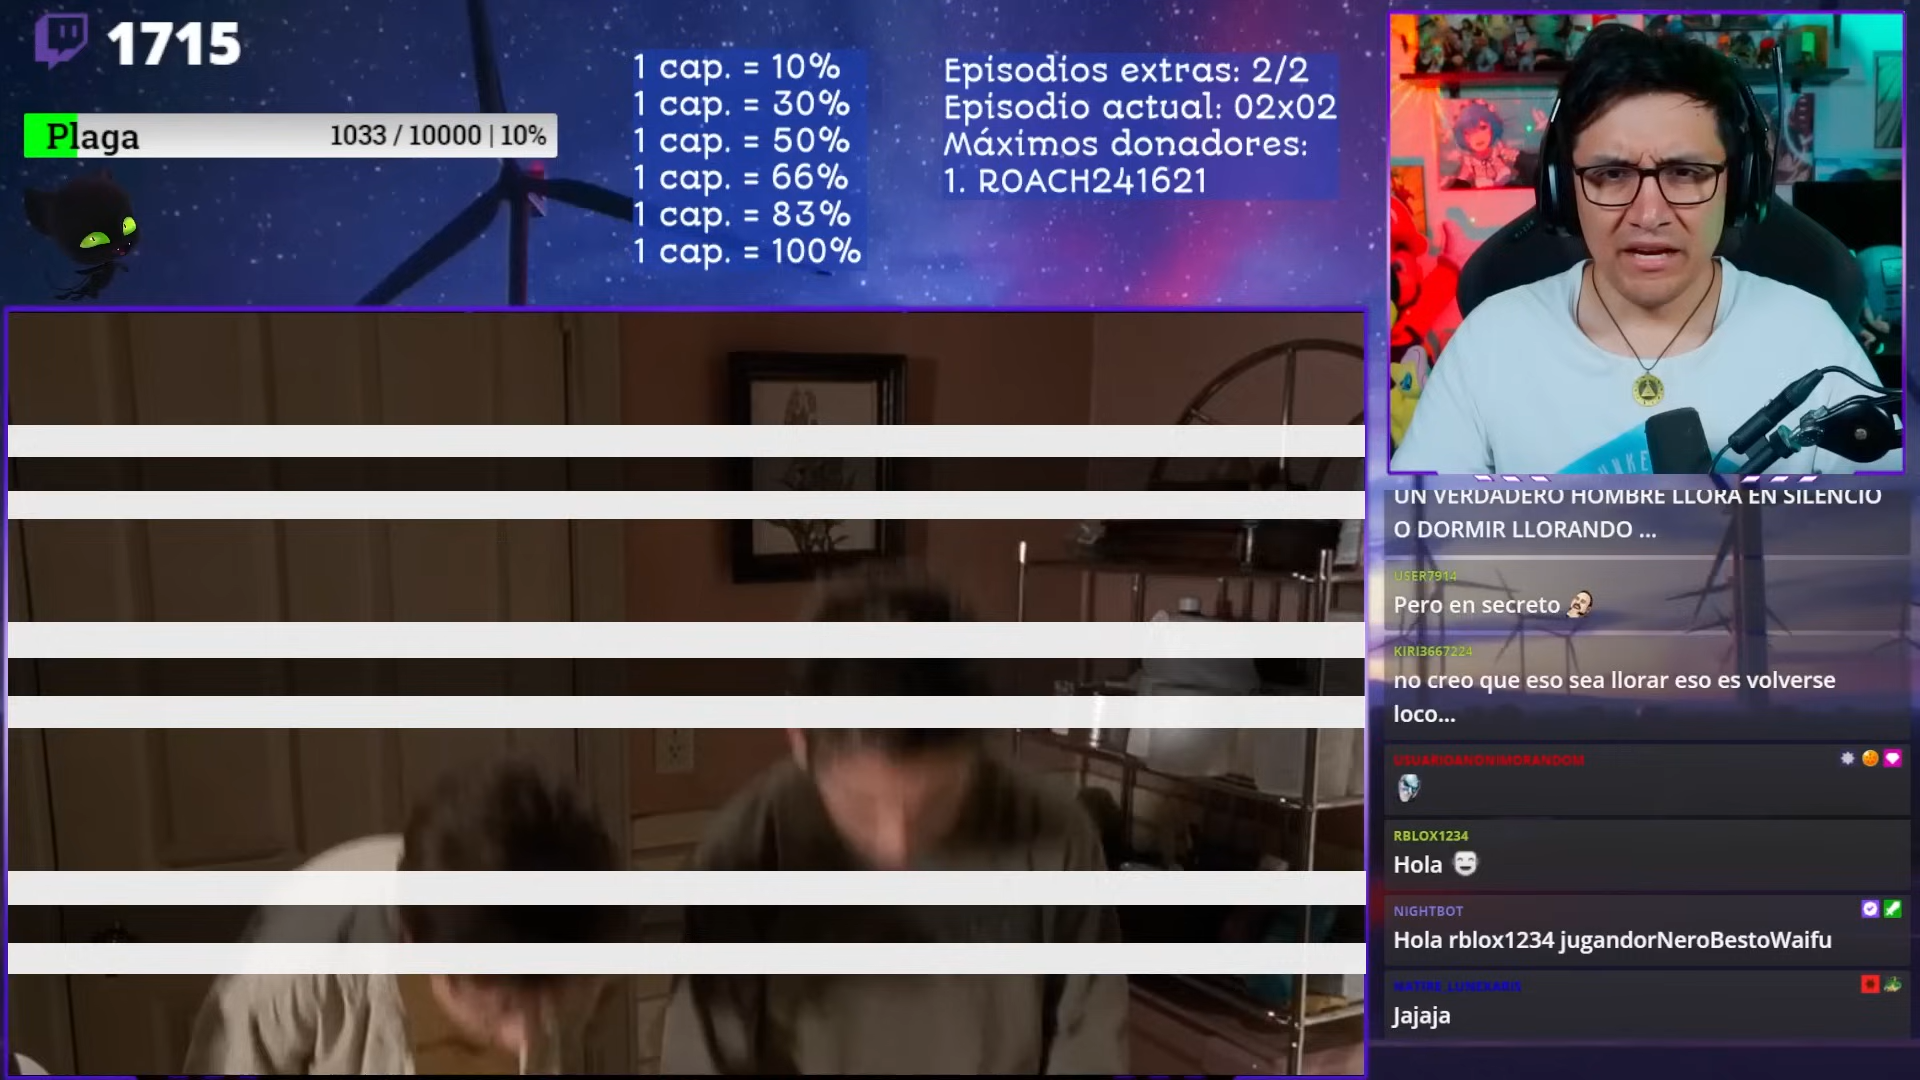 1715
Plaga
1033 / 10000 | 10%
1 cap. = 10%
1 cap. = 30%
1 cap. = 50%
1 cap. = 66%
1 cap. = 83%
1 cap. = 100%
Episodios extras: 2/2
Episodio actual: 02x02
Máximos donadores:
1. ROACH241621
UN VERDADERO HOMBRE LLORA EN SILENCIO
O DORMIR LLORANDO ...
USER7914
Pero en secreto
KIRI3667224
no creo que eso sea llorar eso es volverse
loco...
USUARIOANONIMORANDOM
RBLOX1234
Hola
NIGHTBOT
Hola rblox1234 jugandorNeroBestoWaifu
Jajaja